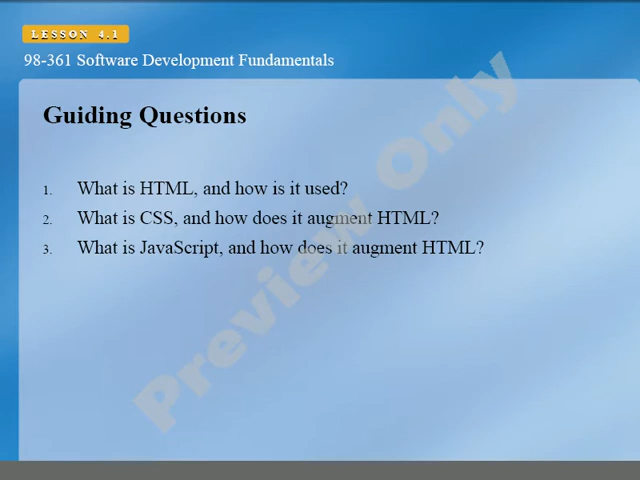 LESSON 4.1
98-361 Software Development Fundamentals
Guiding Questions
1. What is HTML, and how is it used?
2. What is CSS, and how does it augment HTML?
3. What is JavaScript, and how does it augment HTML?
Preview Only